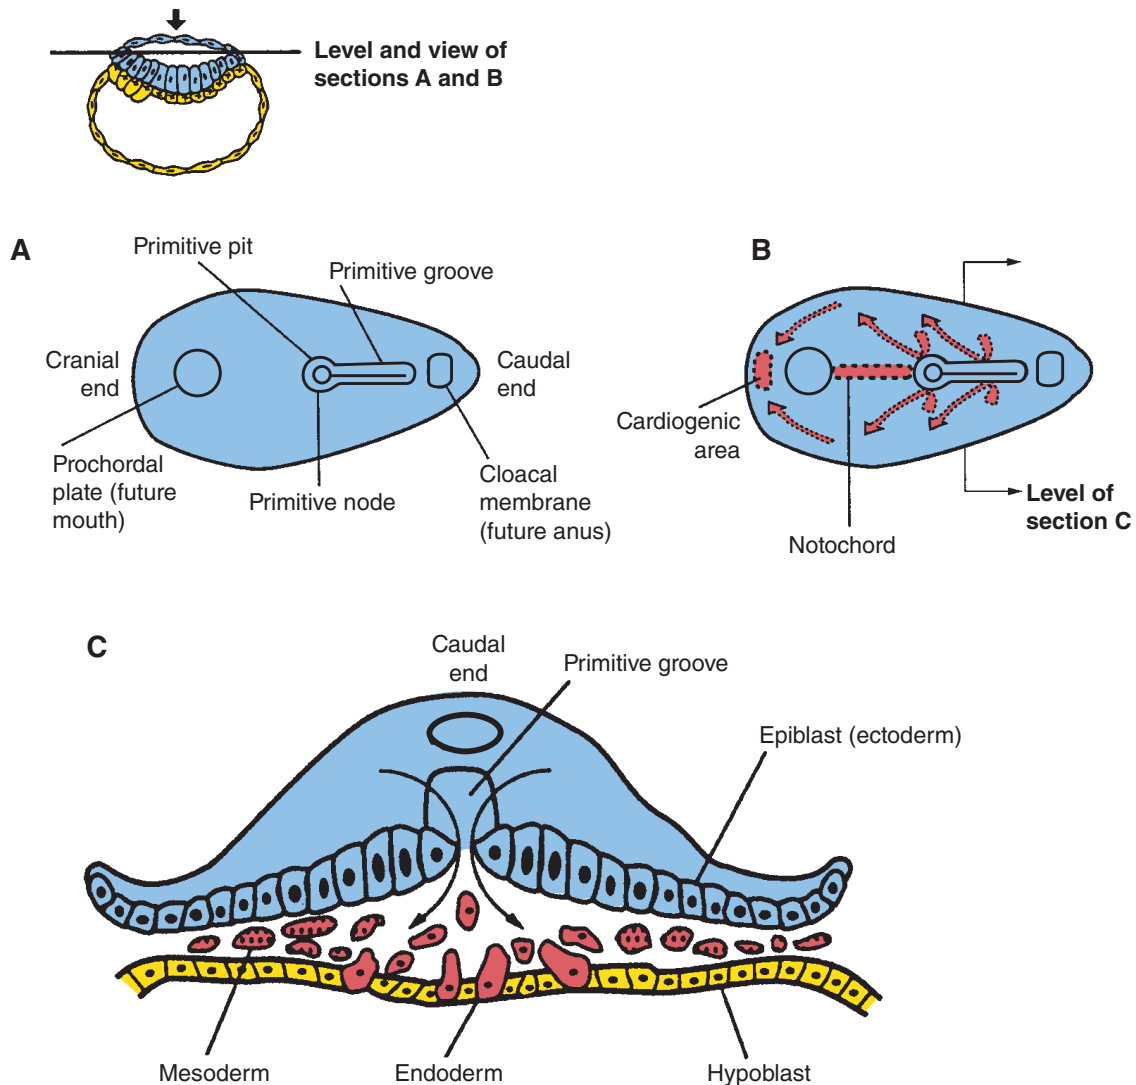 Level and view of
sections A and B
A
Primitive pit
Primitive groove
Cranial
end
Caudal
end
Prochordal
plate (future
mouth)
Primitive node
Cloacal
membrane
(future anus)
B
Cardiogenic
area
Notochord
Level of
section C
C
Caudal
end
Primitive groove
Epiblast (ectoderm)
Mesoderm
Endoderm
Hypoblast